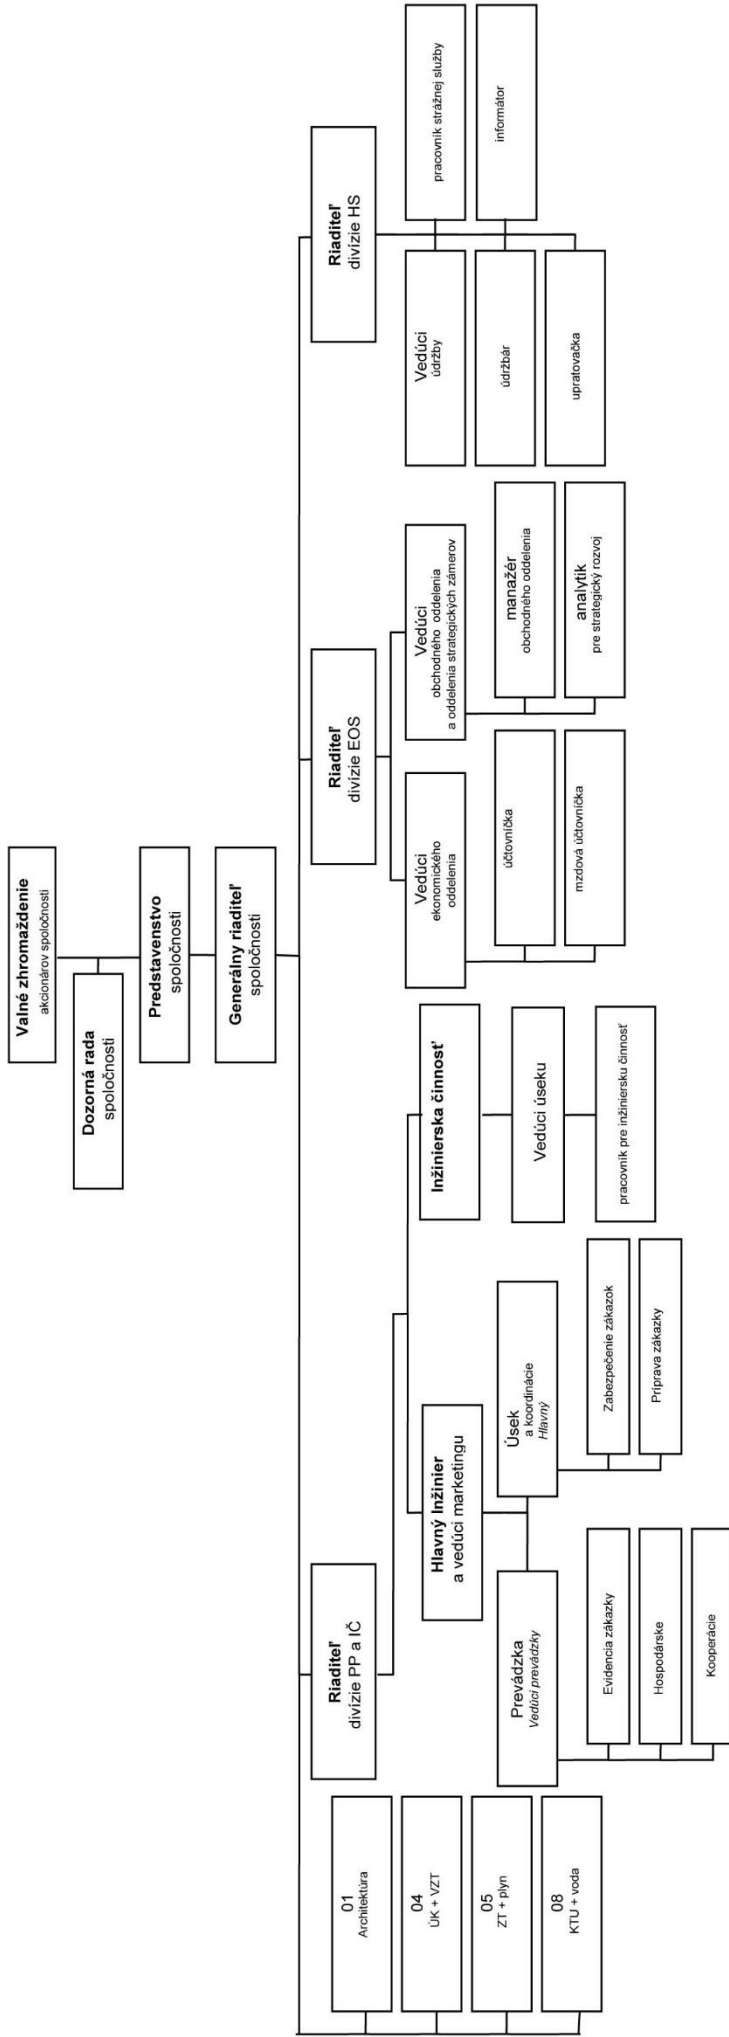 Valné zhromaždenie
akcionárov spoločnosti
Dozorná rada
spoločnosti
Predstavenstvo
spoločnosti
Generálny riaditeľ
spoločnosti
01
Architektúra
04
ÚK + VZT
05
ZT + plyn
08
KTU + voda
Riaditeľ
divízie PP a IČ
Hlavný Inžinier
a vedúci marketingu
Prevádzka
Vedúci prevádzky
Evidencia zákazky
Hospodárske
Kooperácie
Úsek
a koordinácie
Hlavný
Zabezpečenie zákazok
Príprava zákazky
Inžinierska činnosť
Vedúci úseku
pracovník pre inžiniersku činnosť
Riaditeľ
divízie EOS
Vedúci
ekonomického
oddelenia
účtovníčka
mzdová účtovníčka
Vedúci
obchodného oddelenia
a oddelenia strategických zámerov
manažér
obchodného oddelenia
analytik
pre strategický rozvoj
Riaditeľ
divízie HS
Vedúci
údržby
údržbár
upratovačka
pracovník strážnej služby
informátor